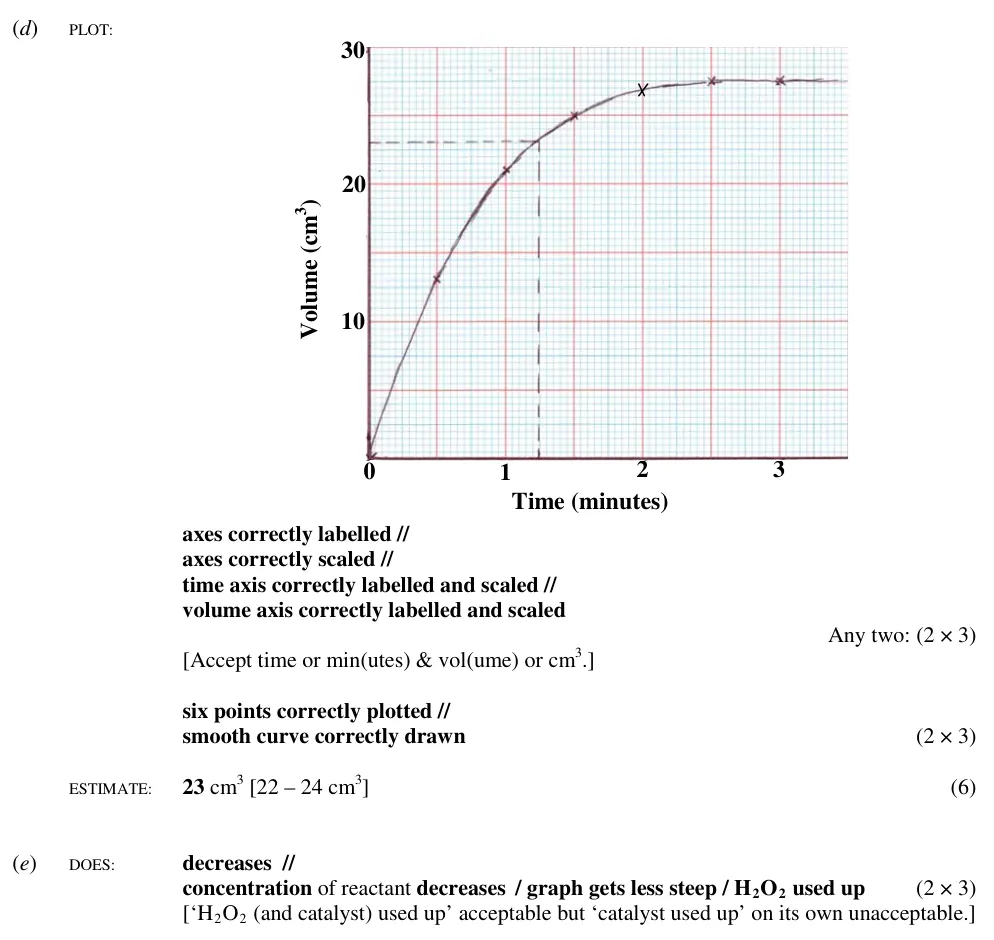 (d) PLOT:
30
20
10
Volume (cm³)
0 1 2 3
Time (minutes)
axes correctly labelled //
axes correctly scaled //
time axis correctly labelled and scaled //
volume axis correctly labelled and scaled
Any two: (2 × 3)
[Accept time or min(utes) & vol(ume) or cm³.]
six points correctly plotted //
smooth curve correctly drawn (2 × 3)
ESTIMATE: 23 cm³ [22 – 24 cm³] (6)
(e) DOES: decreases //
concentration of reactant decreases / graph gets less steep / H₂O₂ used up (2 × 3)
[‘H₂O₂ (and catalyst) used up’ acceptable but ‘catalyst used up’ on its own unacceptable.]